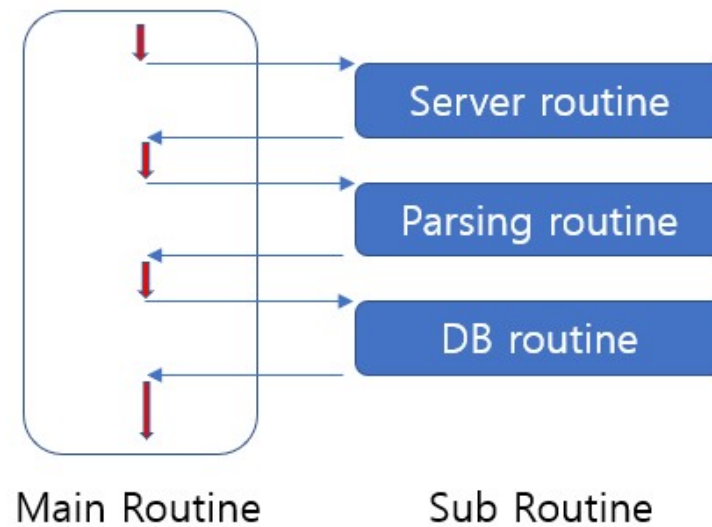 Server routine
Parsing routine
DB routine
Main Routine
Sub Routine